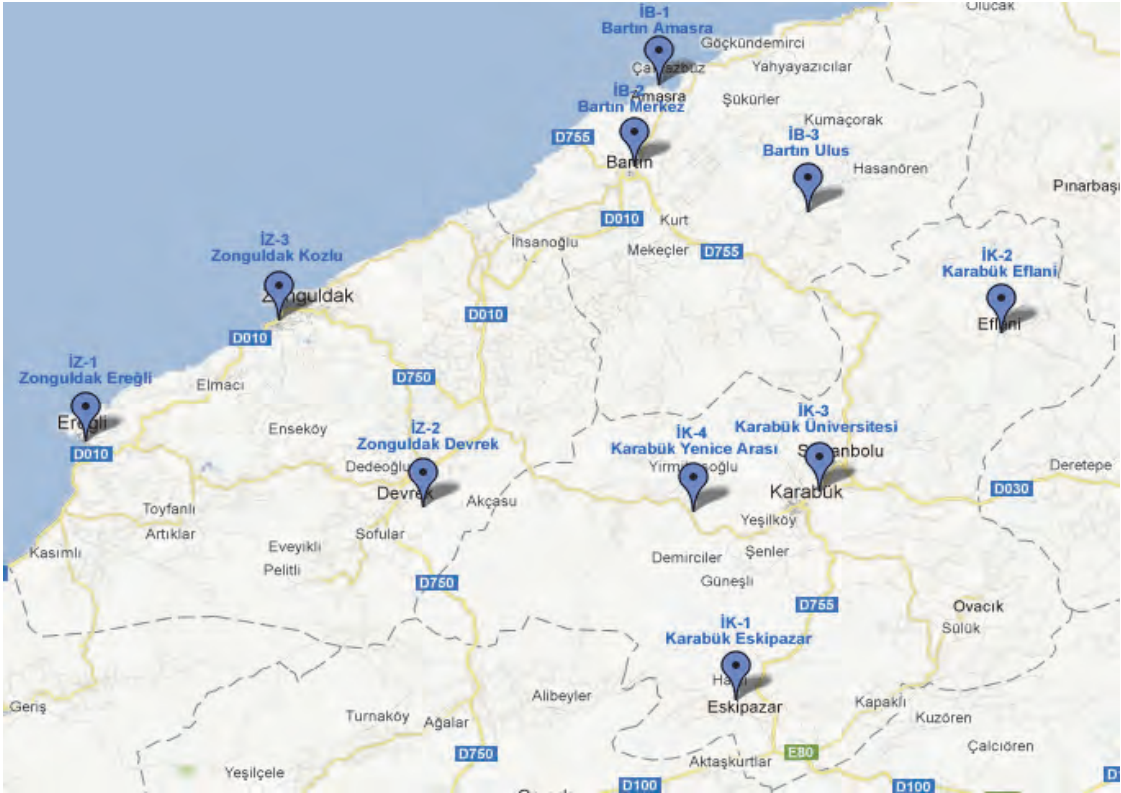 Olucak
İB-1
Bartın Amasra
Göçkündemirci
Yahyayazıcılar
İB-2
Amasra
Bartın Merkez
Şükürler
Kumaçorak
D755
İB-3
Bartın Ulus
Bartın
Hasanören
Pınarbaşı
D010
Kurt
İZ-3
Zonguldak Kozlu
İhsanoğlu
Mekeçler
D755
İK-2
Karabük Eflani
Zonguldak
D010
Eflani
D010
İZ-1
Zonguldak Ereğli
D750
Elmacı
Ereğli
Enseköy
İZ-2
Zonguldak Devrek
İK-3
Karabük Üniversitesi
İK-4
Karabük Yenice Arası
D010
Dedeoğlu
Deretepe
Devrek
Akçasu
Karabük
D030
Toyfanlı
Yeşilköy
Artıklar
Sofular
Kasımlı
Eveyikli
Demirciler
Şenler
Pelitli
Güneşli
D750
D755
Ovacık
İK-1
Karabük Eskipazar
Sülük
Alibeyler
Eskipazar
Kapaklı
Geriş
Turnaköy
Ağalar
Kuzören
D750
E80
Çalcıören
Aktaşkurtlar
Yeşilçele
D100
D100